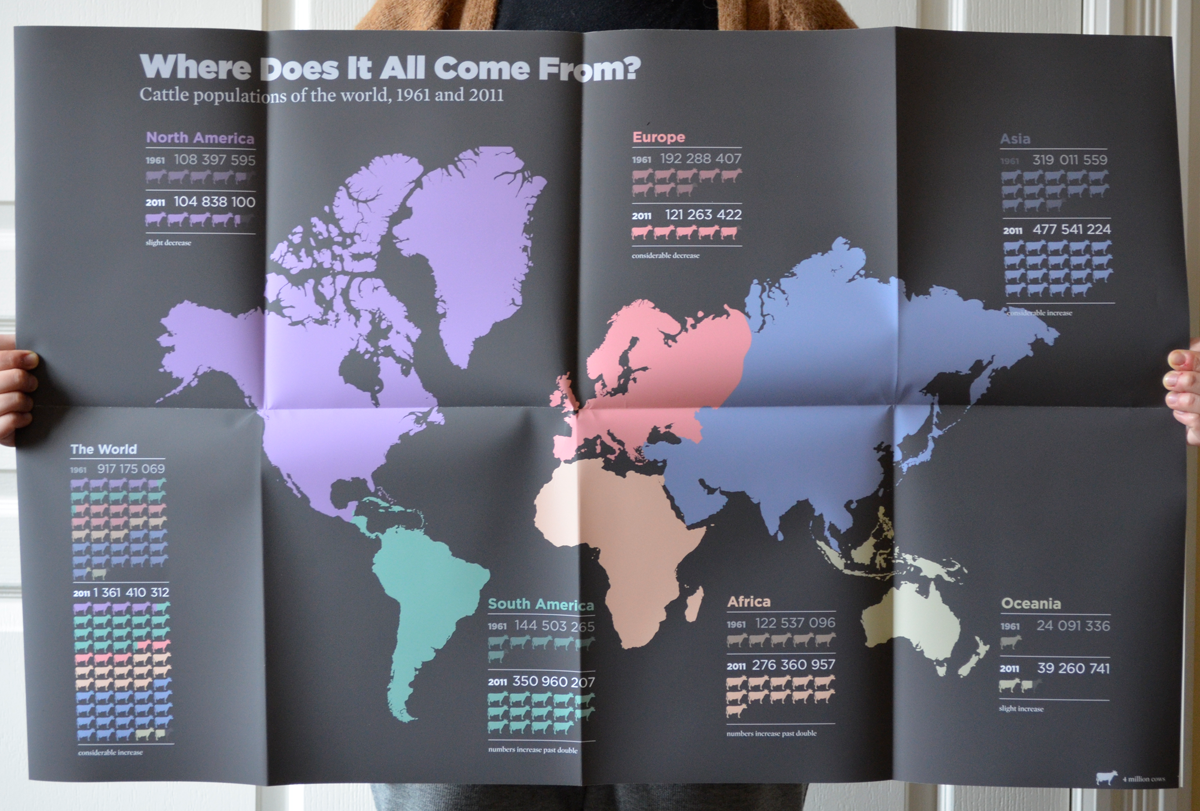 Where Does It All Come From?
Cattle populations of the world, 1961 and 2011
North America
1961 108 397 595
2011 104 838 100
slight decrease
Europe
1961 192 288 407
2011 121 263 422
considerable decrease
Asia
1961 319 011 559
2011 477 541 224
considerable increase
The World
1961 917 175 069
2011 1 361 410 312
considerable increase
South America
1961 144 503 265
2011 350 960 207
numbers increase past double
Africa
1961 122 537 096
2011 276 360 957
numbers increase past double
Oceania
1961 24 091 336
2011 39 260 741
slight increase
4 million cows